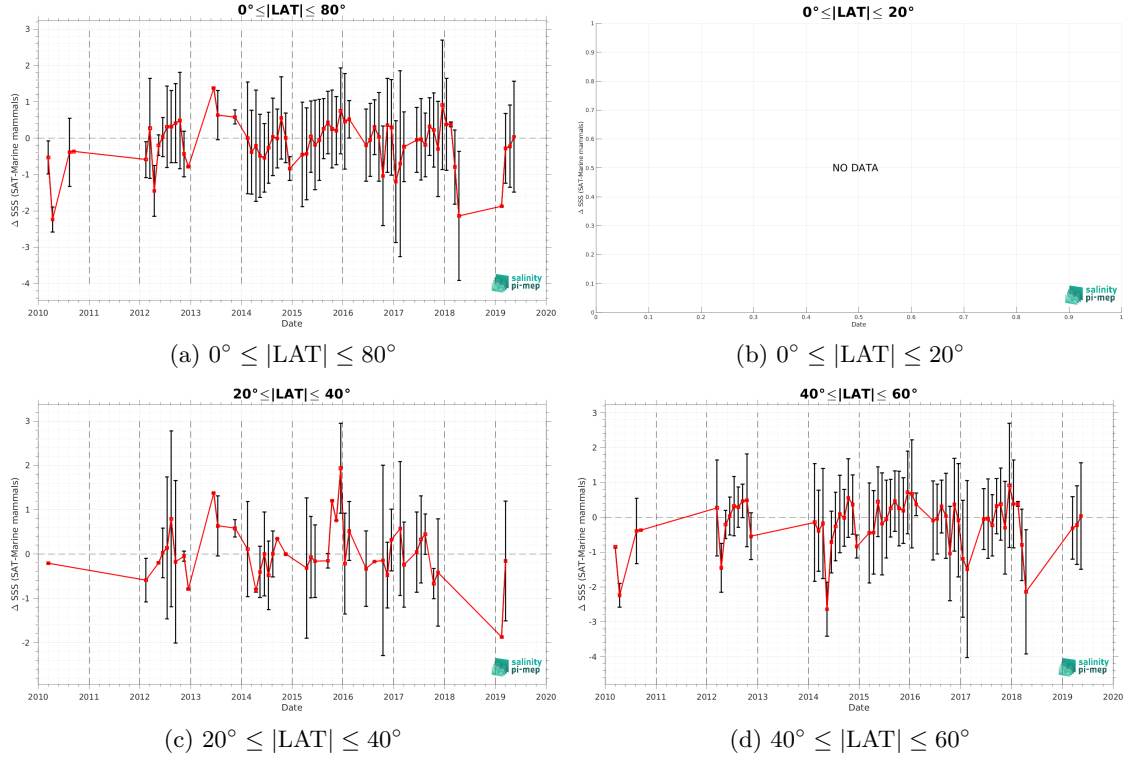 0°≤|LAT|≤ 80°
3
2
1
0
-1
-2
-3
-4
Δ SSS (SAT-Marine mammals)
2010 2011 2012 2013 2014 2015 2016 2017 2018 2019 2020
Date
salinity
pi-mep
(a) 0° ≤ |LAT| ≤ 80°
0°≤|LAT|≤ 20°
1
0.9
0.8
0.7
0.6
0.5
0.4
0.3
0.2
0.1
0
Δ SSS (SAT-Marine mammals)
NO DATA
0 0.1 0.2 0.3 0.4 0.5 0.6 0.7 0.8 0.9 1
Date
salinity
pi-mep
(b) 0° ≤ |LAT| ≤ 20°
20°≤|LAT|≤ 40°
3
2
1
0
-1
-2
Δ SSS (SAT-Marine mammals)
2010 2011 2012 2013 2014 2015 2016 2017 2018 2019 2020
Date
salinity
pi-mep
(c) 20° ≤ |LAT| ≤ 40°
40°≤|LAT|≤ 60°
3
2
1
0
-1
-2
-3
-4
Δ SSS (SAT-Marine mammals)
2010 2011 2012 2013 2014 2015 2016 2017 2018 2019 2020
Date
salinity
pi-mep
(d) 40° ≤ |LAT| ≤ 60°